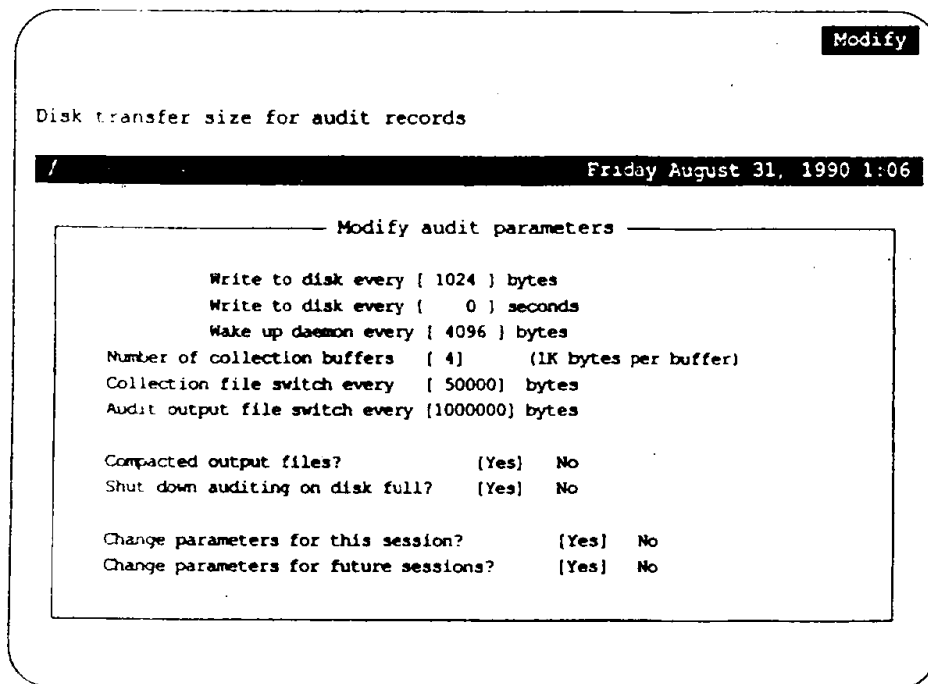 Modify
Disk transfer size for audit records
/ Friday August 31, 1990 1:06
Modify audit parameters
Write to disk every [ 1024 ] bytes
Write to disk every [ 0 ] seconds
Wake up daemon every [ 4096 ] bytes
Number of collection buffers [ 4] (1K bytes per buffer)
Collection file switch every [ 50000] bytes
Audit output file switch every [1000000] bytes
Compacted output files? [Yes] No
Shut down auditing on disk full? [Yes] No
Change parameters for this session? [Yes] No
Change parameters for future sessions? [Yes] No